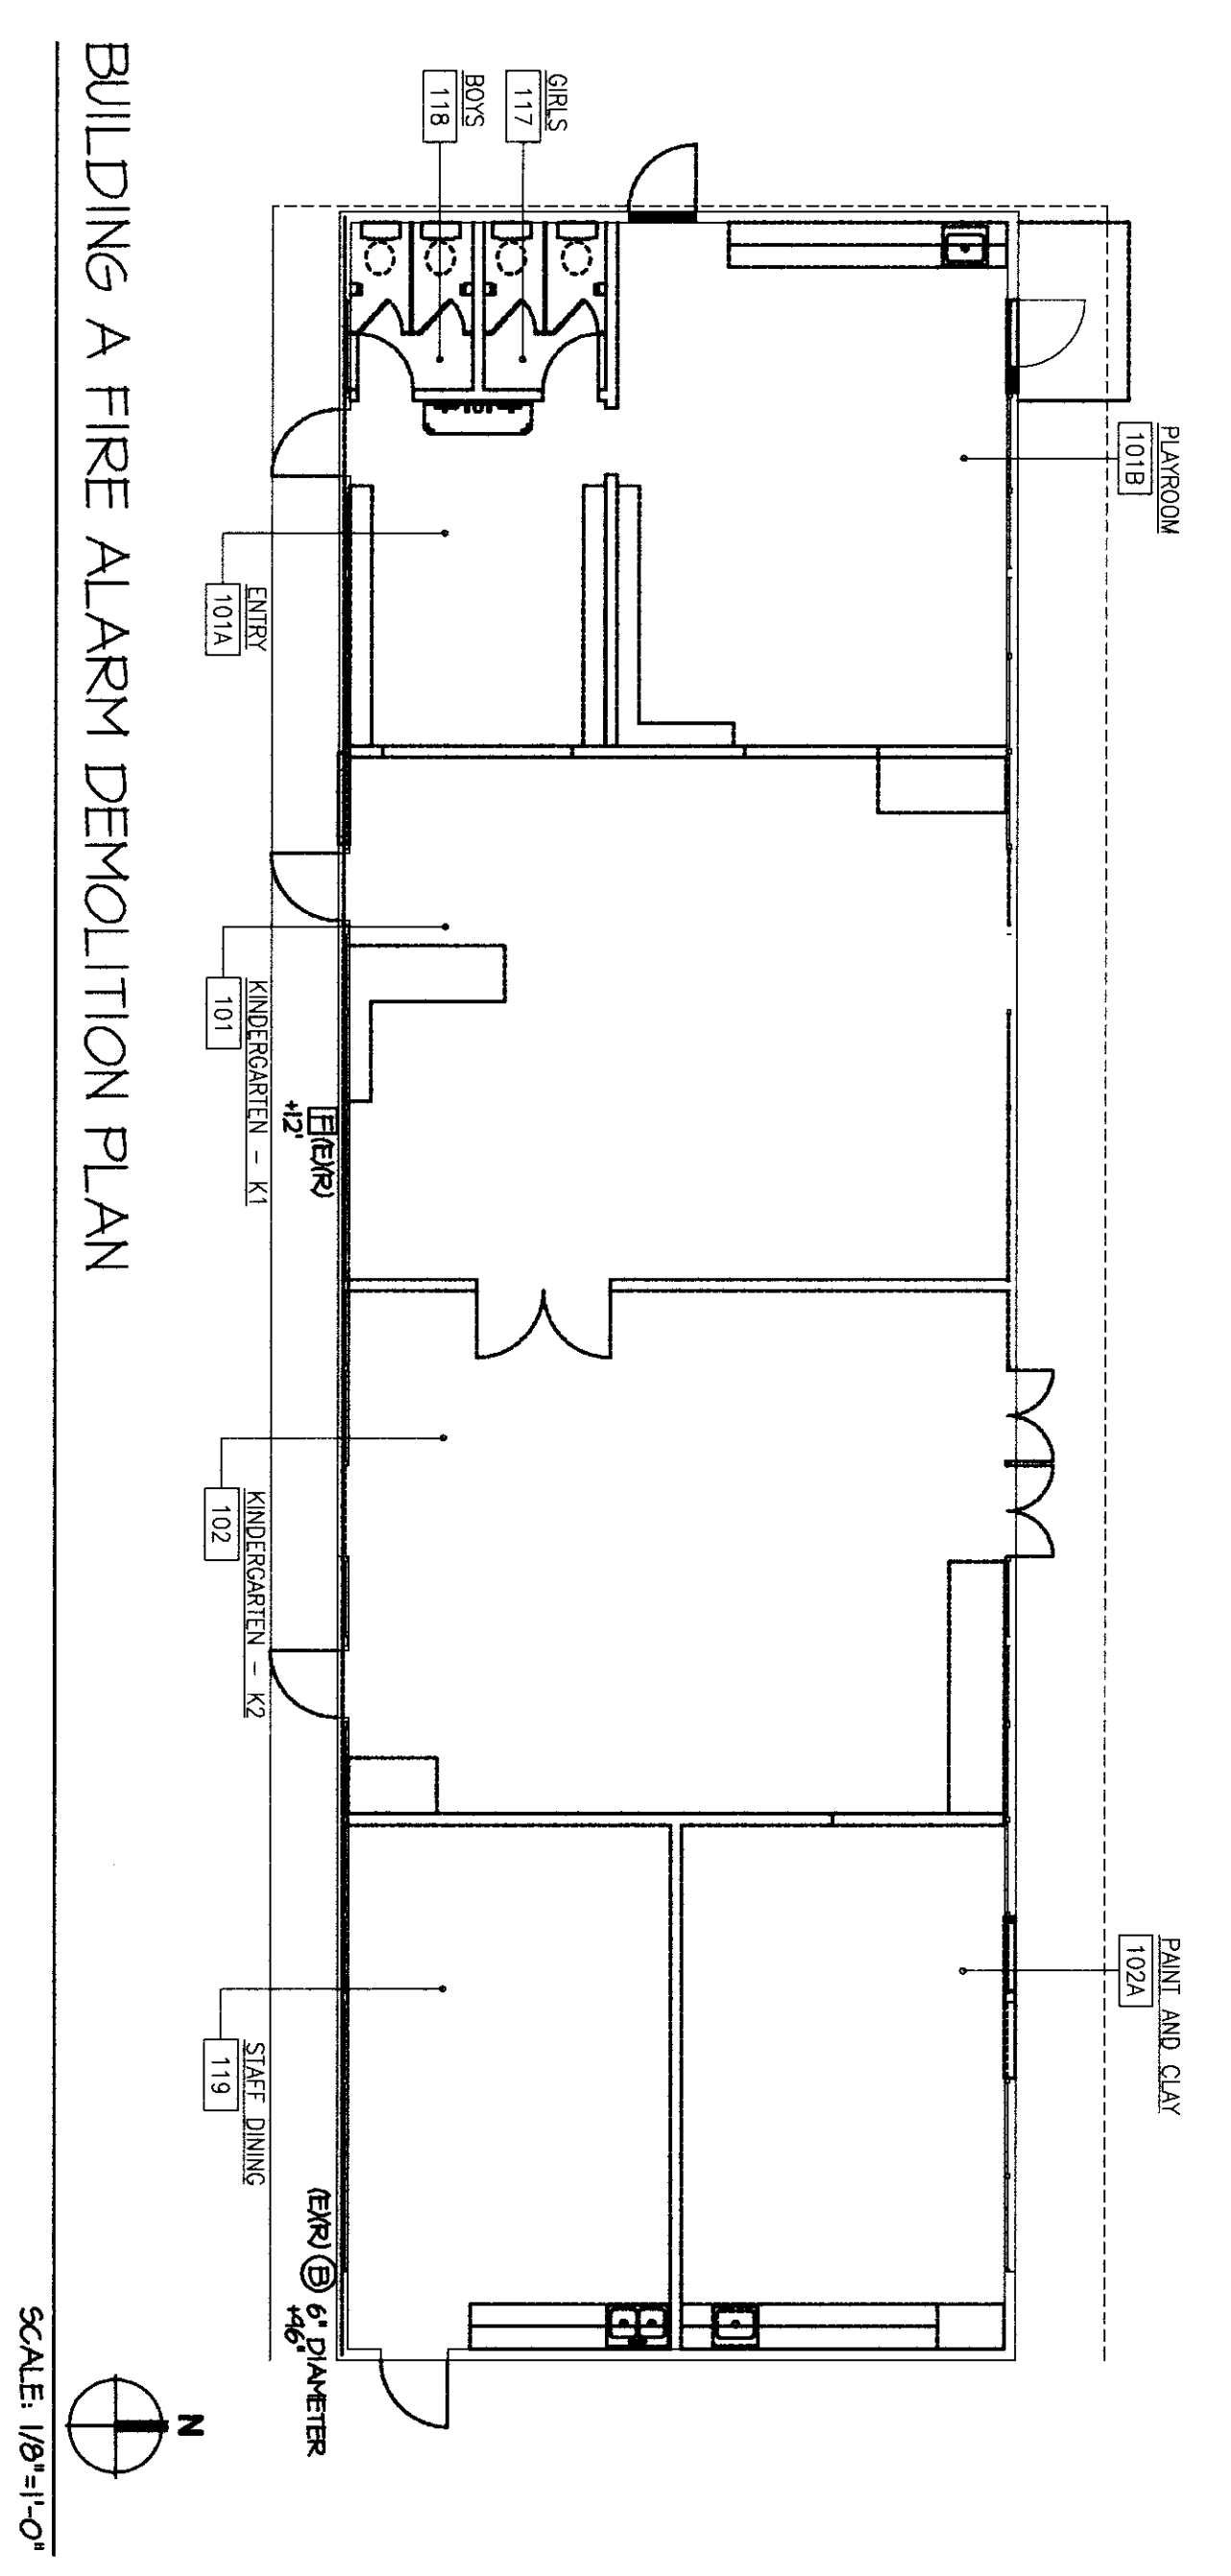 GIRLS
117
BOYS
118
PLAYROOM
101B
ENTRY
101A
KINDERGARTEN - K1
101
F (E)(R)
+12'
KINDERGARTEN - K2
102
PAINT AND CLAY
102A
STAFF DINING
119
(E)(R) B 6" DIAMETER
+96"
N
BUILDING A FIRE ALARM DEMOLITION PLAN
SCALE: 1/8"=1'-0"